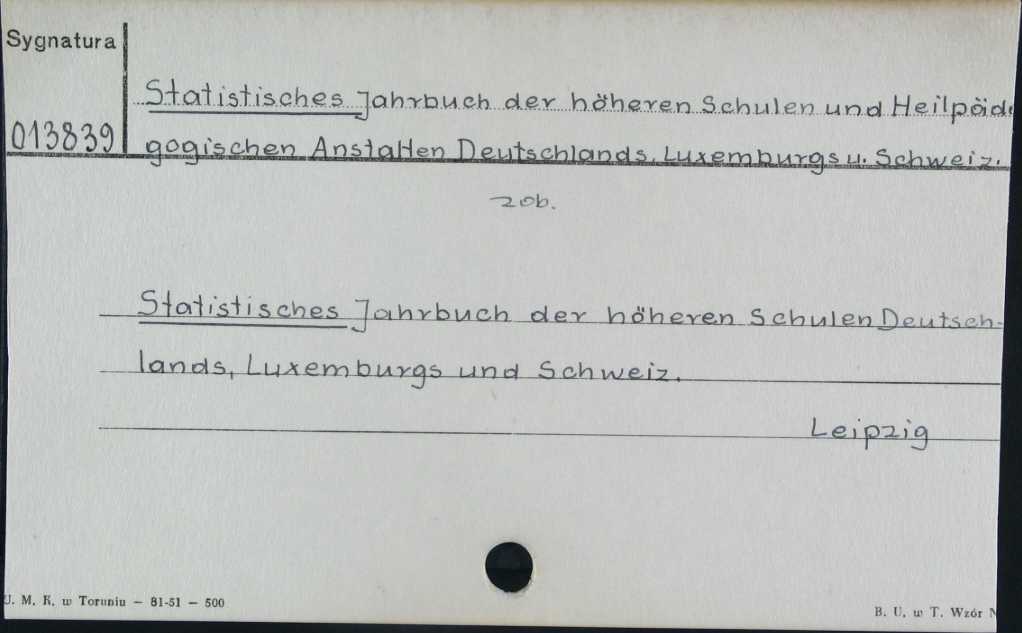 Sygnatura
013839
Statistisches Jahrbuch der höheren Schulen und Heilpäda
gogischen Anstalten Deutschlands, Luxemburgs u. Schweiz.
zob.
Statistisches Jahrbuch der höheren Schulen Deutsch-
lands, Luxemburgs und Schweiz.
Leipzig
U. M. K. w Toruniu — 81-51 — 500
B. U. w T. Wzór N